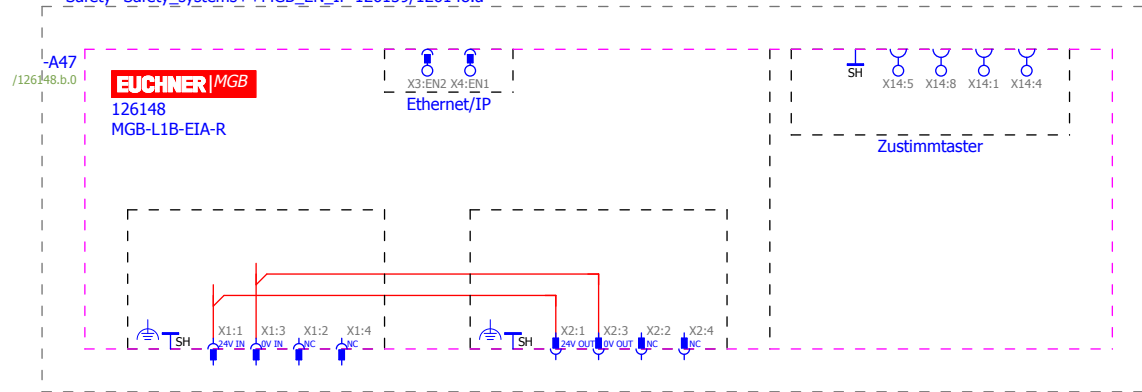 -A47
/126148.b.0
EUCHNER MGB
126148
MGB-L1B-EIA-R
X3:EN2 X4:EN1
Ethernet/IP
SH
X14:5 X14:8 X14:1 X14:4
Zustimmtaster
SH
X1:1 X1:3 X1:2 X1:4
24V IN 0V IN NC NC
SH
X2:1 X2:3 X2:2 X2:4
24V OUT 0V OUT NC NC